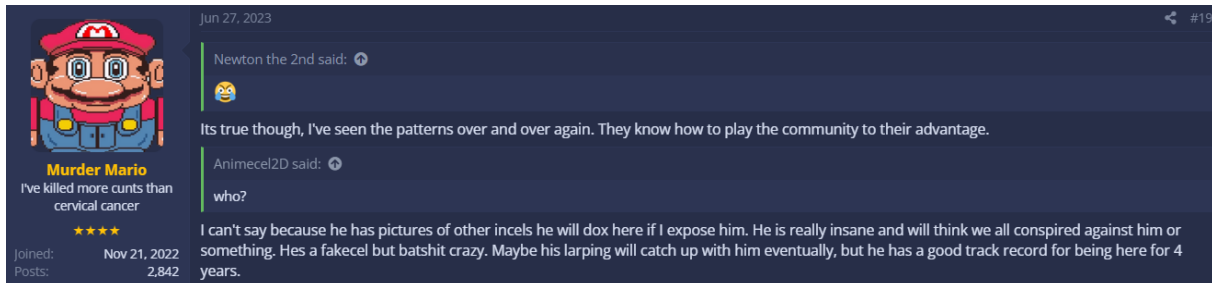 Jun 27, 2023
#19
Newton the 2nd said:
Its true though, I've seen the patterns over and over again. They know how to play the community to their advantage.
Animecel2D said:
who?
I can't say because he has pictures of other incels he will dox here if I expose him. He is really insane and will think we all conspired against him or
something. Hes a fakecel but batshit crazy. Maybe his larping will catch up with him eventually, but he has a good track record for being here for 4
years.
M
Murder Mario
I've killed more cunts than
cervical cancer
Joined: Nov 21, 2022
Posts: 2,842